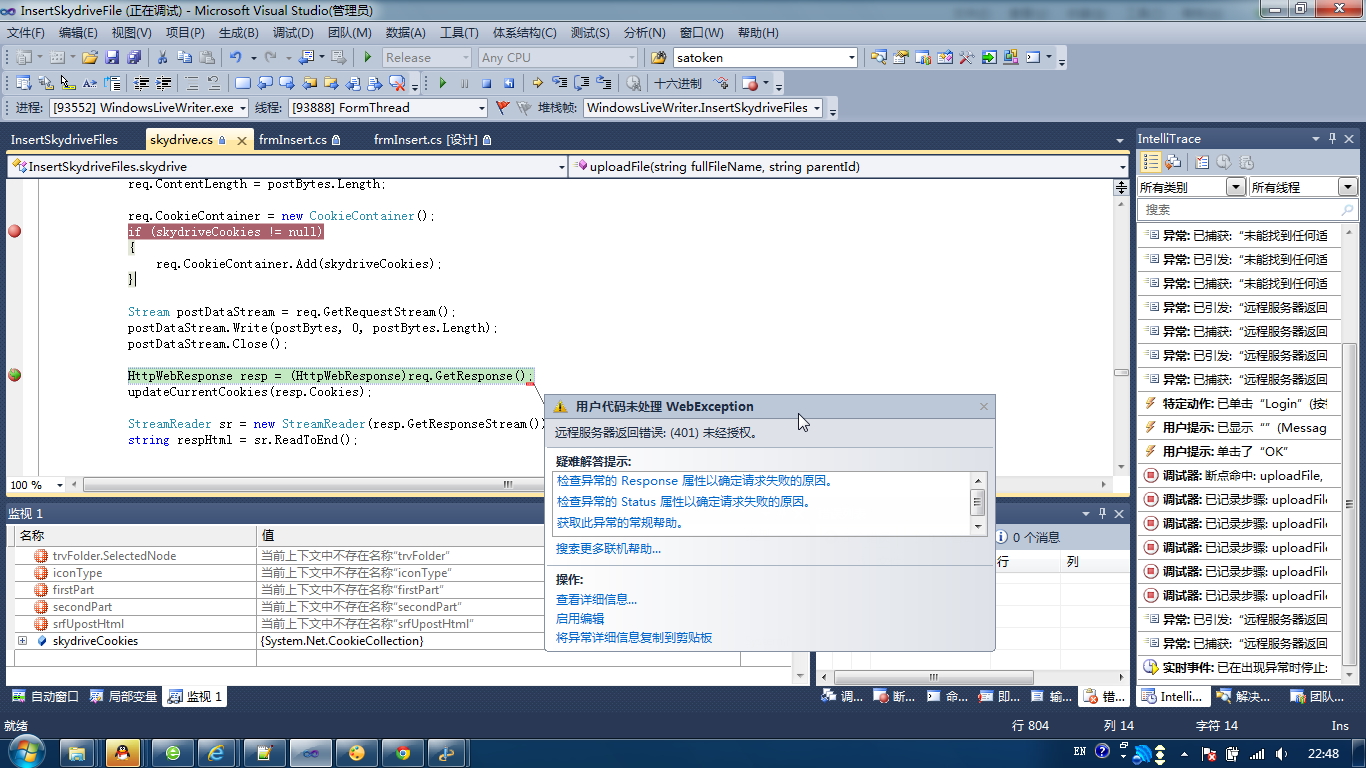 InsertSkydriveFile (正在调试) - Microsoft Visual Studio(管理员)
文件(F) 编辑(E) 视图(V) 项目(P) 生成(B) 调试(D) 团队(M) 数据(A) 工具(T) 体系结构(C) 测试(S) 分析(N) 窗口(W) 帮助(H)
Release Any CPU satoken
十六进制
进程: [93552] WindowsLiveWriter.exe 线程: [93888] FormThread 堆栈帧: WindowsLiveWriter.InsertSkydriveFiles
InsertSkydriveFiles skydrive.cs frmInsert.cs frmInsert.cs [设计]
InsertSkydriveFiles.skydrive uploadFile(string fullFileName, string parentId)
req.ContentLength = postBytes.Length;
req.CookieContainer = new CookieContainer();
if (skydriveCookies != null)
{
req.CookieContainer.Add(skydriveCookies);
}
Stream postDataStream = req.GetRequestStream();
postDataStream.Write(postBytes, 0, postBytes.Length);
postDataStream.Close();
HttpWebResponse resp = (HttpWebResponse)req.GetResponse();
updateCurrentCookies(resp.Cookies);
StreamReader sr = new StreamReader(resp.GetResponseStream())
string respHtml = sr.ReadToEnd();
100 %
用户代码未处理 WebException
远程服务器返回错误: (401) 未经授权。
疑难解答提示:
检查异常的 Response 属性以确定请求失败的原因。
检查异常的 Status 属性以确定请求失败的原因。
获取此异常的常规帮助。
搜索更多联机帮助...
操作:
查看详细信息...
启用编辑
将异常详细信息复制到剪贴板
监视 1
名称 值
trvFolder.SelectedNode 当前上下文中不存在名称“trvFolder”
iconType 当前上下文中不存在名称“iconType”
firstPart 当前上下文中不存在名称“firstPart”
secondPart 当前上下文中不存在名称“secondPart”
srfUpostHtml 当前上下文中不存在名称“srfUpostHtml”
skydriveCookies {System.Net.CookieCollection}
0 个消息
行 列
IntelliTrace
所有类别 所有线程
搜索
异常: 已捕获: “未能找到任何适
异常: 已引发: “未能找到任何适
异常: 已捕获: “未能找到任何适
异常: 已引发: “远程服务器返回
异常: 已捕获: “远程服务器返回
异常: 已引发: “远程服务器返回
异常: 已捕获: “远程服务器返回
特定动作: 已单击 “Login” (按
用户提示: 已显示 “” (Messag
用户提示: 单击了 “OK”
调试器: 断点命中: uploadFile,
调试器: 已记录步骤: uploadFil
调试器: 已记录步骤: uploadFil
调试器: 已记录步骤: uploadFil
调试器: 已记录步骤: uploadFil
调试器: 已记录步骤: uploadFil
异常: 已引发: “远程服务器返回
异常: 已捕获: “远程服务器返回
实时事件: 已在出现异常时停止:
自动窗口 局部变量 监视 1 调... 断... 命... 即... 输... 错... Intelli... 解决... 团队...
就绪 行 804 列 14 字符 14 Ins
EN 22:48